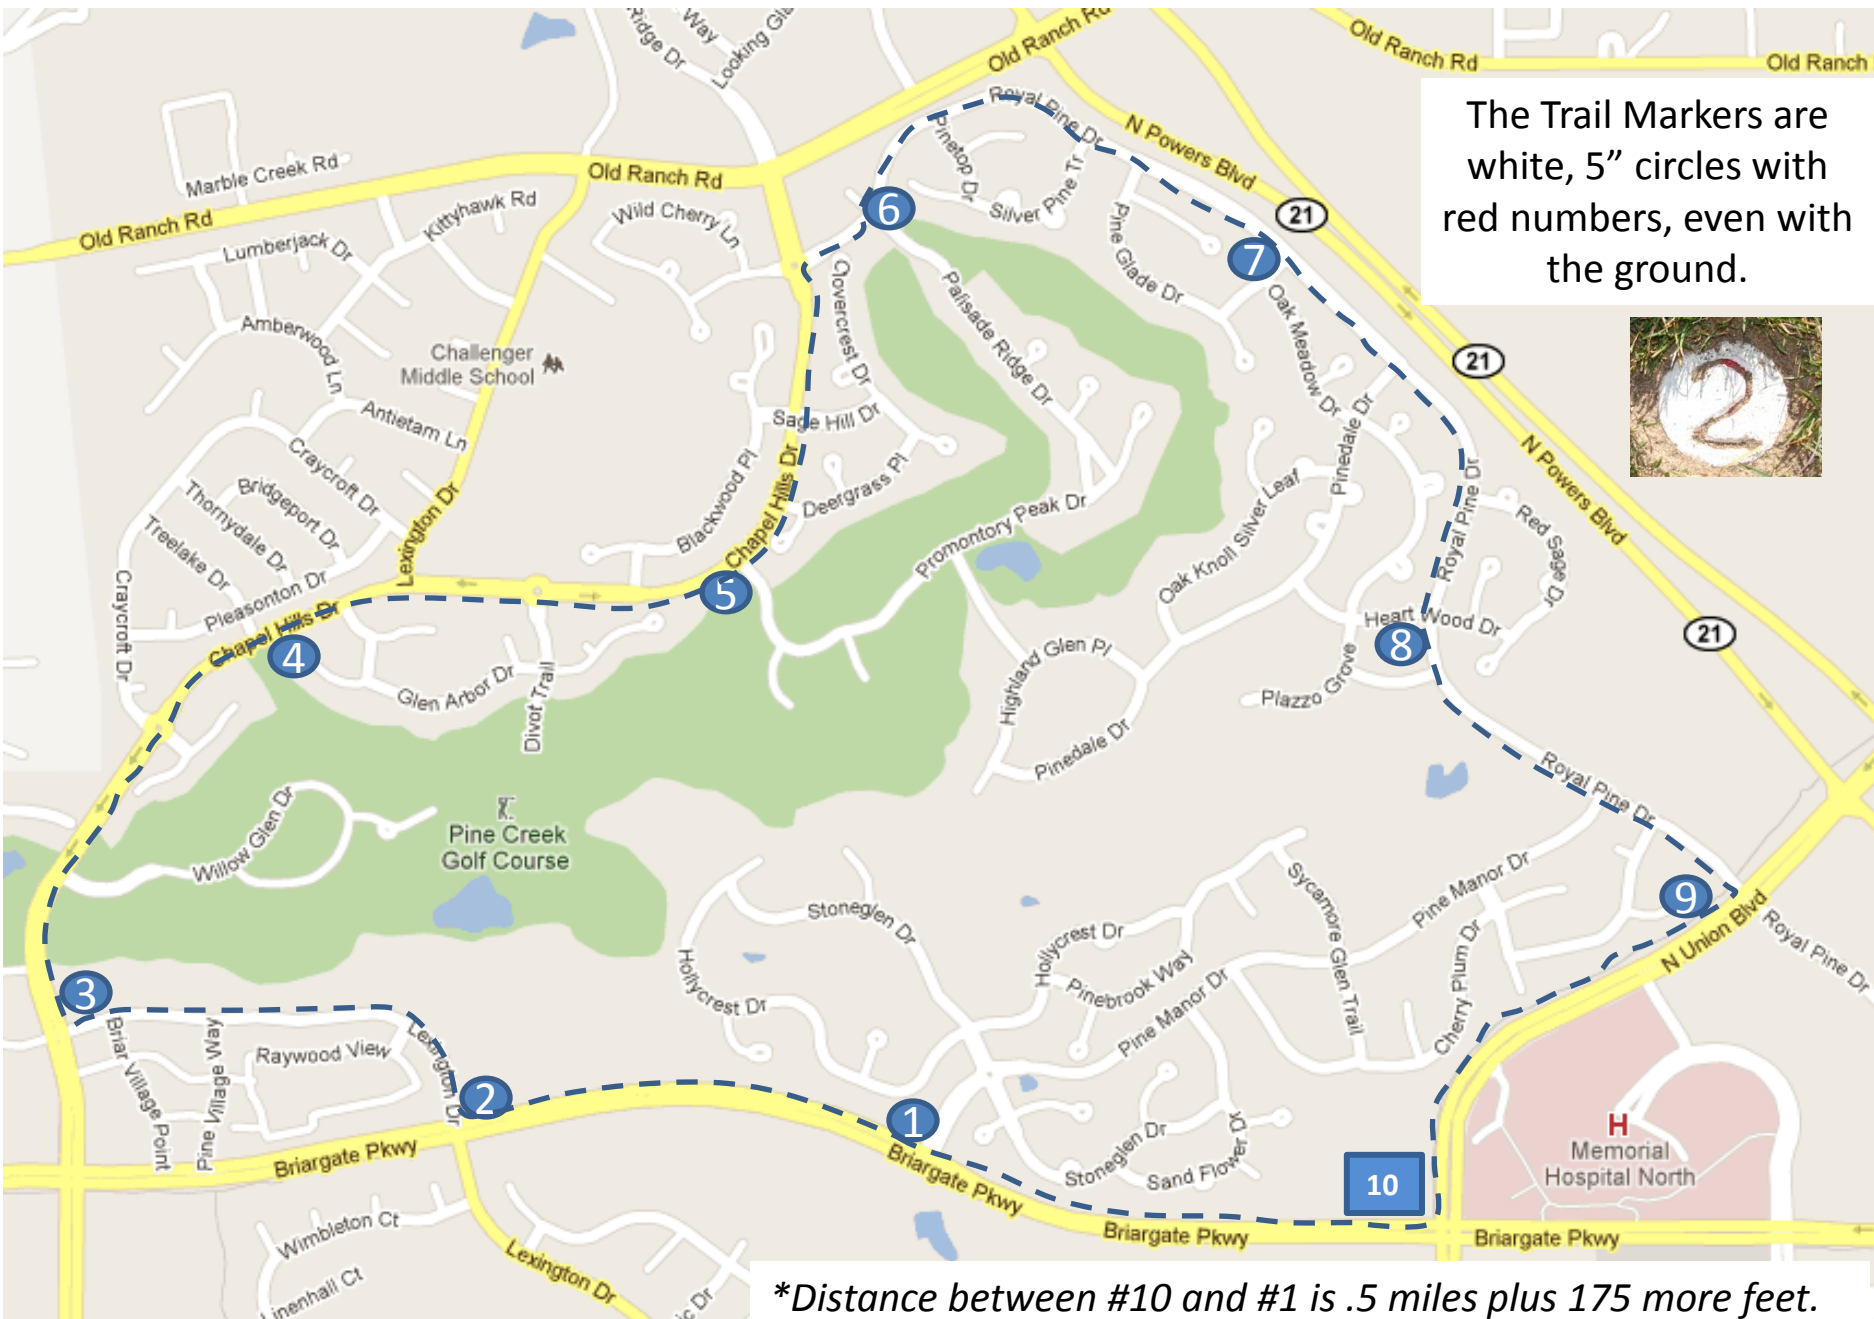 Way
Ridge Dr
Old Ranch Rd
Old Ranch Rd
Old Ranch
Royal Pine Dr
N Powers Blvd
The Trail Markers are
white, 5” circles with
red numbers, even with
the ground.
Marble Creek Rd
Old Ranch Rd
Old Ranch Rd
Kittyhawk Rd
Wild Cherry Ln
Lumberjack Dr
Pinetop Dr
Silver Pine Tr
6
21
7
Pine Glade Dr
Clovercrest Dr
Palisade Ridge Dr
Oak Meadow Dr
Amberwood Ln
Challenger
Middle School
21
2
Antietam Ln
Sage Hill Dr
Pinedale Dr
Craycroft Dr
Bridgeport Dr
Thornydale Dr
Treelake Dr
Lexington Dr
Blackwood Pl
Chapel Hills Dr
Deergrass Pl
Promontory Peak Dr
Oak Knoll Silver Leaf
Royal Pine Dr
Red Sage Dr
N Powers Blvd
Craycroft Dr
Pleasonton Dr
Chapel Hills Dr
5
4
Heart Wood Dr
8
21
Glen Arbor Dr
Divot Trail
Highland Glen Pl
Plazzo Grove
Pinedale Dr
Royal Pine Dr
Willow Glen Dr
Pine Creek
Golf Course
Stoneglen Dr
Hollycrest Dr
Hollycrest Dr
Pinebrook Way
Pine Manor Dr
Sycamore Glen Trail
Pine Manor Dr
Cherry Plum Dr
9
N Union Blvd
Royal Pine Dr
3
Briar Village Point
Pine Village Way
Raywood View
Lexington Dr
2
1
Briargate Pkwy
Briargate Pkwy
Stoneglen Dr
Sand Flower Dr
10
H
Memorial
Hospital North
Briargate Pkwy
Briargate Pkwy
Wimbleton Ct
Lexington Dr
*Distance between #10 and #1 is .5 miles plus 175 more feet.